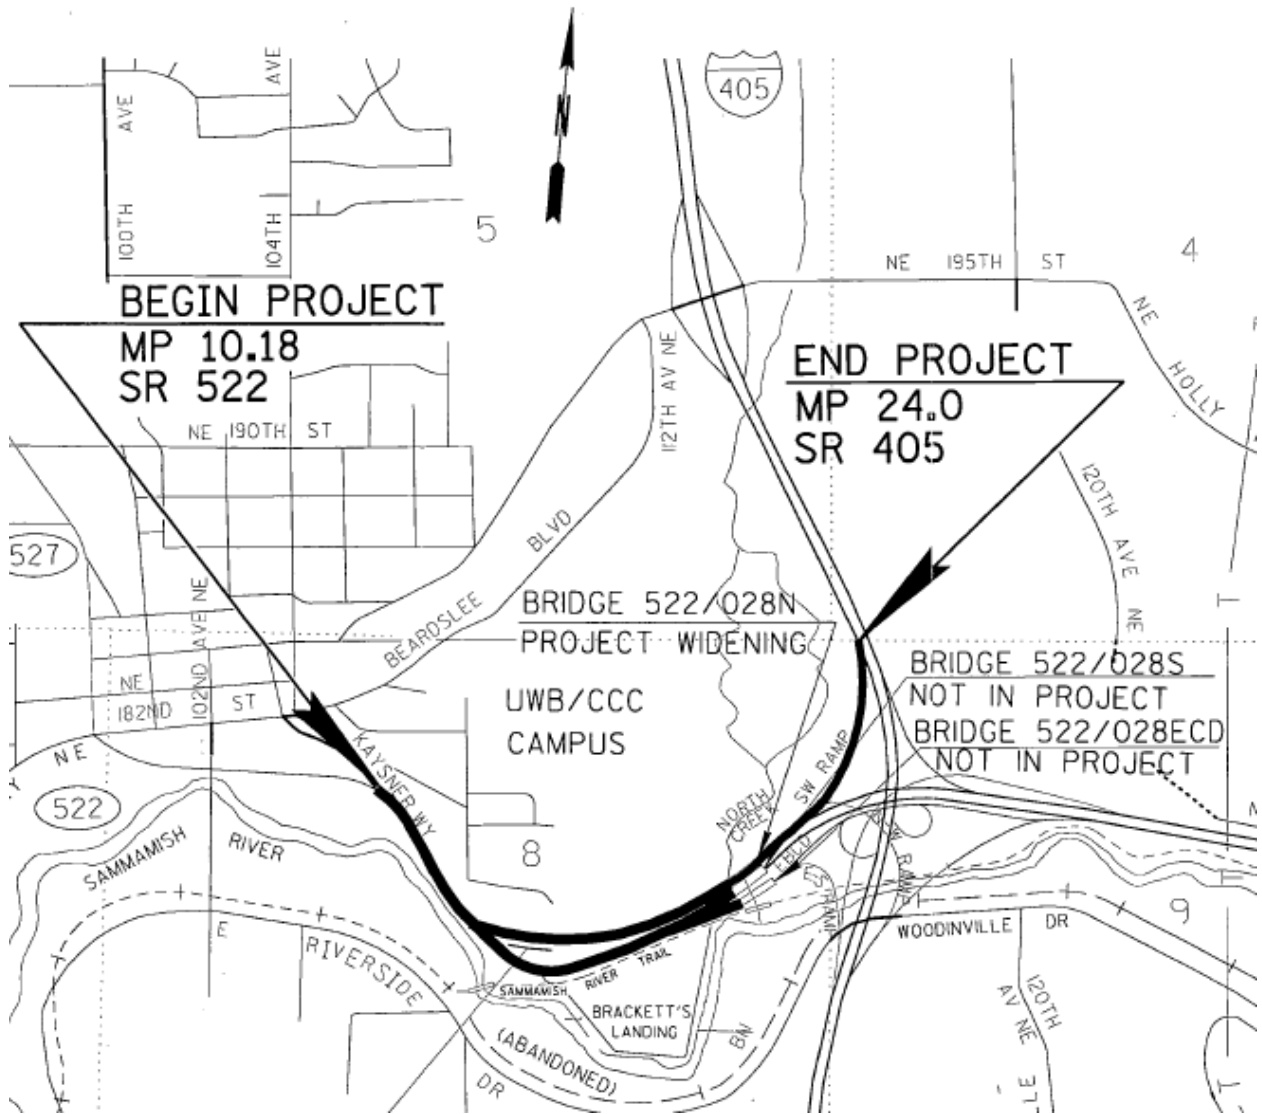 405
100TH AVE
104TH AVE
5
4
NE 195TH ST
NE HOLLY
BEGIN PROJECT
MP 10.18
SR 522
END PROJECT
MP 24.0
SR 405
NE 190TH ST
112TH AV NE
120TH AVE NE
527
BEARDSLEE BLVD
BRIDGE 522/028N
PROJECT WIDENING
UWB/CCC
CAMPUS
BRIDGE 522/028S
NOT IN PROJECT
BRIDGE 522/028ECD
NOT IN PROJECT
102ND AVE NE
NE
182ND ST
NE
522
KAYSNER WY
SW RAMP
NORTH
CREEK
EBCD
RAMP
SAMMAMISH RIVER
8
9
E RIVERSIDE DR
WOODINVILLE DR
SAMMAMISH RIVER TRAIL
BRACKETT'S
LANDING
(ABANDONED)
BN
120TH
AV NE
N